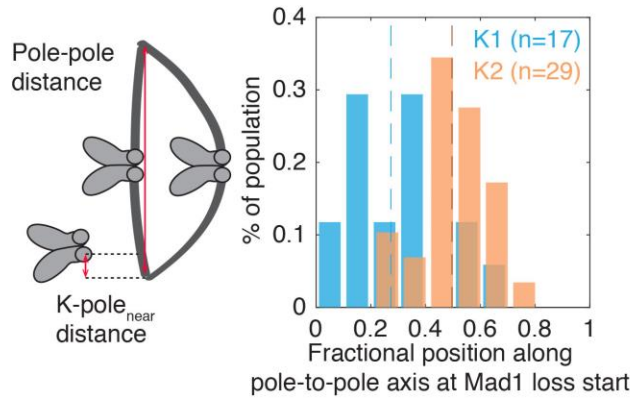 Pole-pole
distance
K-pole near
distance
% of population
0.4
0.3
0.2
0.1
0
K1 (n=17)
K2 (n=29)
0 0.2 0.4 0.6 0.8 1
Fractional position along
pole-to-pole axis at Mad1 loss start